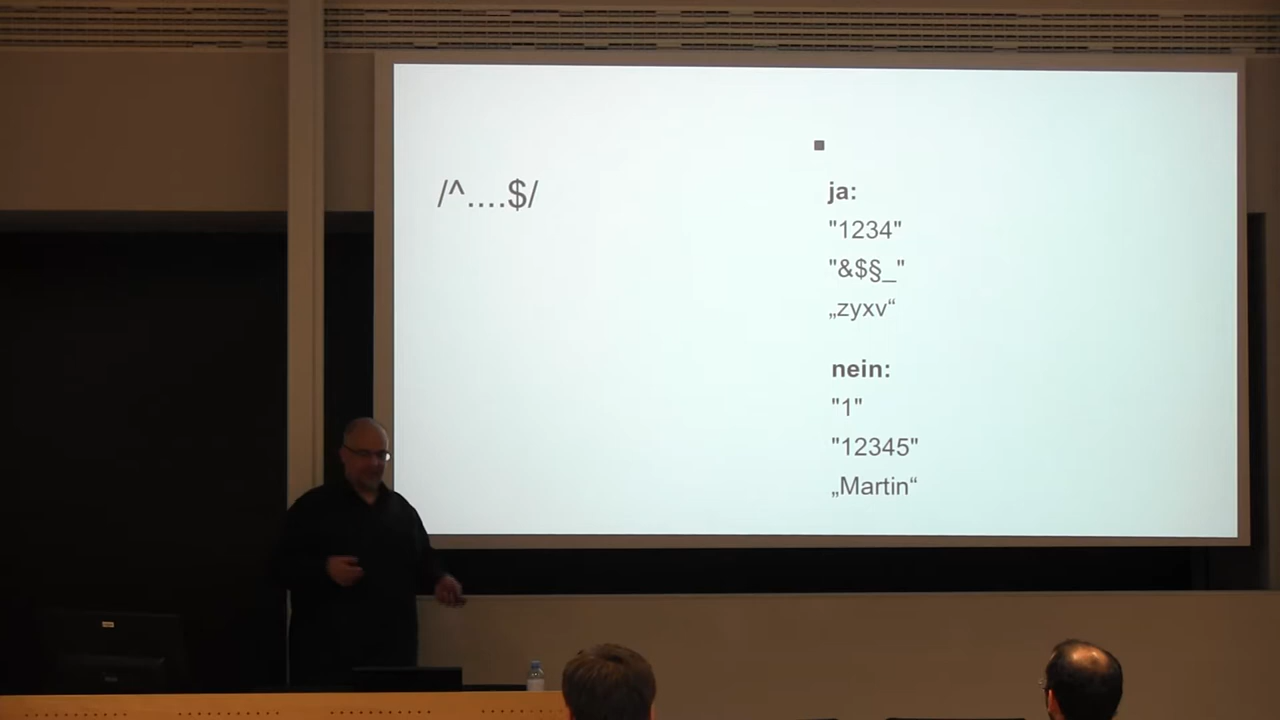 /^....$/
ja:
"1234"
"&$§_"
„zyxv“
nein:
"1"
"12345"
„Martin“